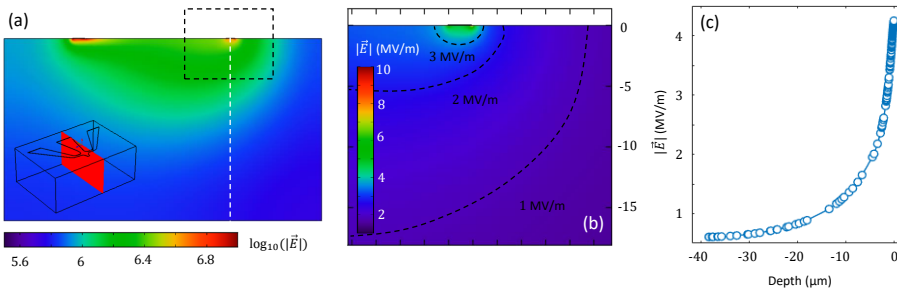 (a)
5.6 6 6.4 6.8 log₁₀(|E⃗|)
|E⃗| (MV/m)
10
8
6
4
2
3 MV/m
2 MV/m
1 MV/m
(b)
0
-5
-10
-15
(c)
|E⃗| (MV/m)
4
3
2
1
-40 -30 -20 -10 0
Depth (μm)